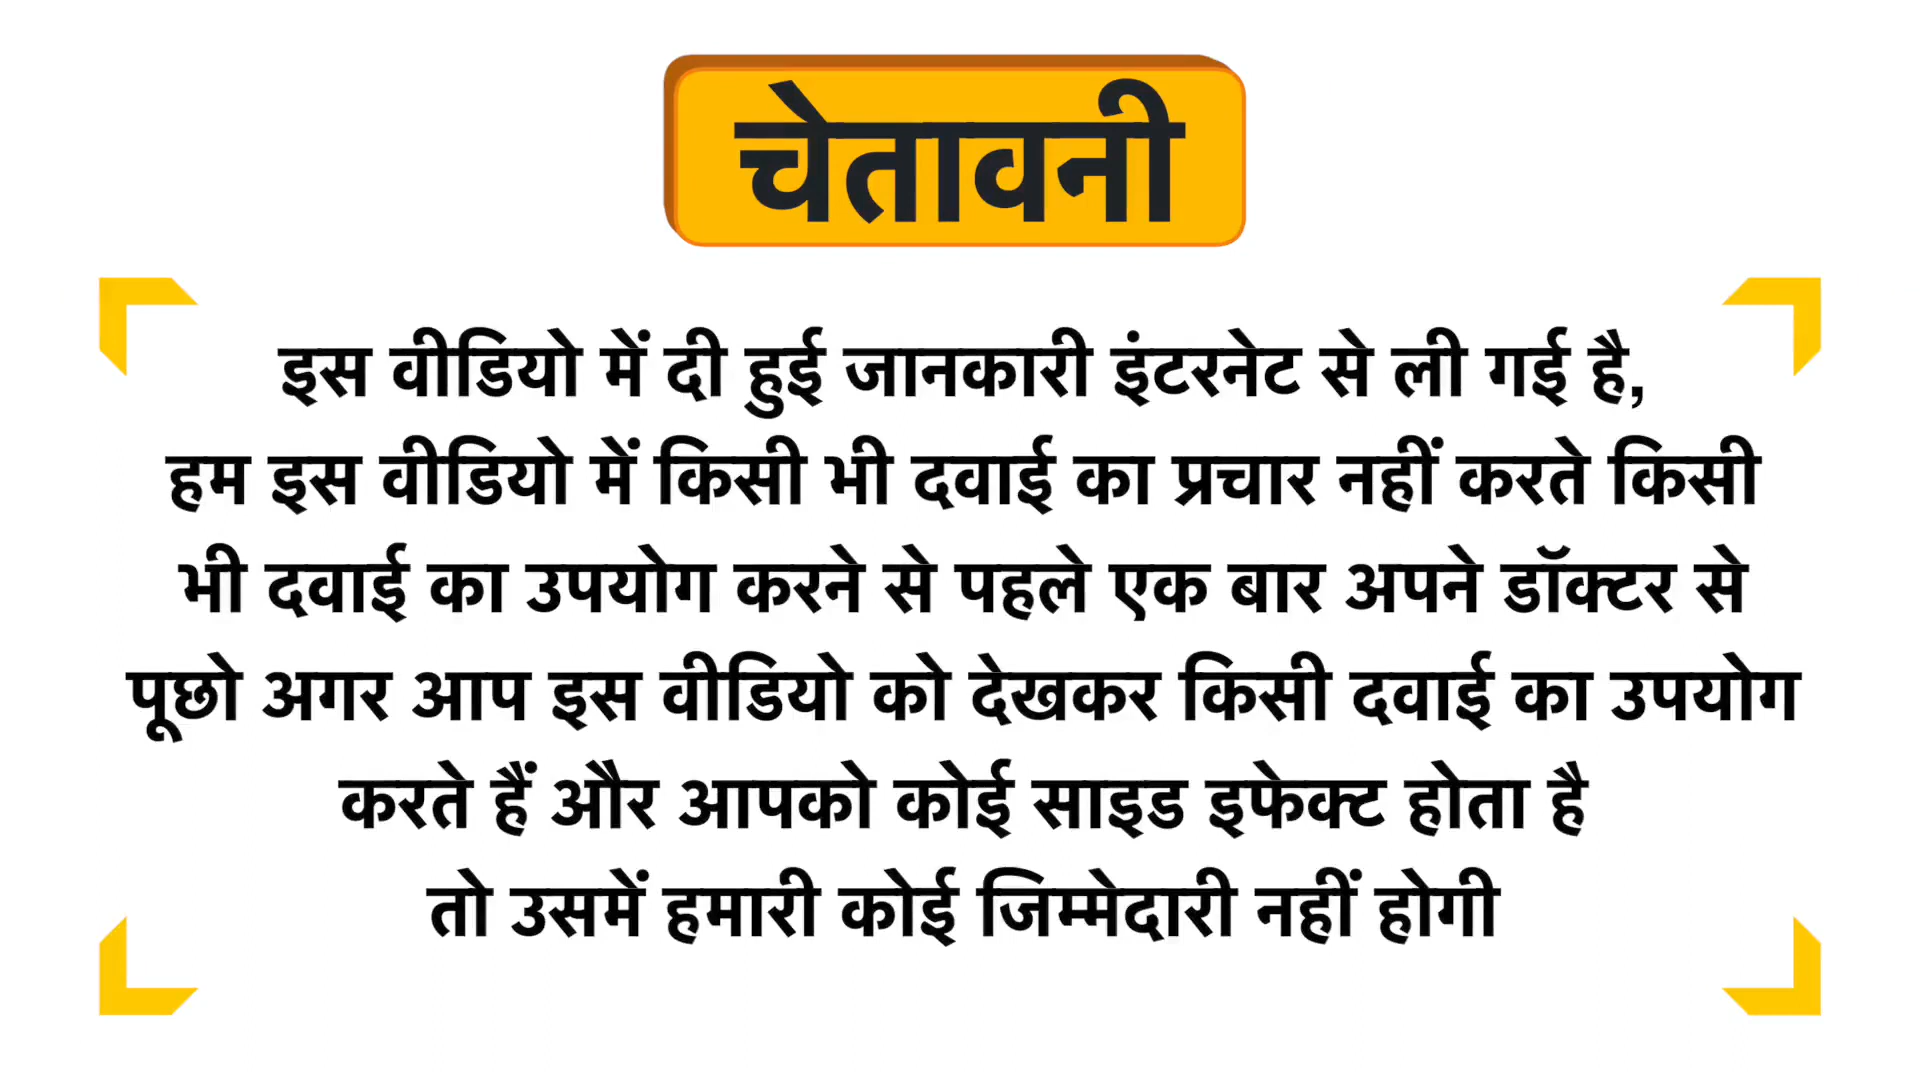 चेतावनी
इस वीडियो में दी हुई जानकारी इंटरनेट से ली गई है,
हम इस वीडियो में किसी भी दवाई का प्रचार नहीं करते किसी
भी दवाई का उपयोग करने से पहले एक बार अपने डॉक्टर से
पूछो अगर आप इस वीडियो को देखकर किसी दवाई का उपयोग
करते हैं और आपको कोई साइड इफेक्ट होता है
तो उसमें हमारी कोई जिम्मेदारी नहीं होगी